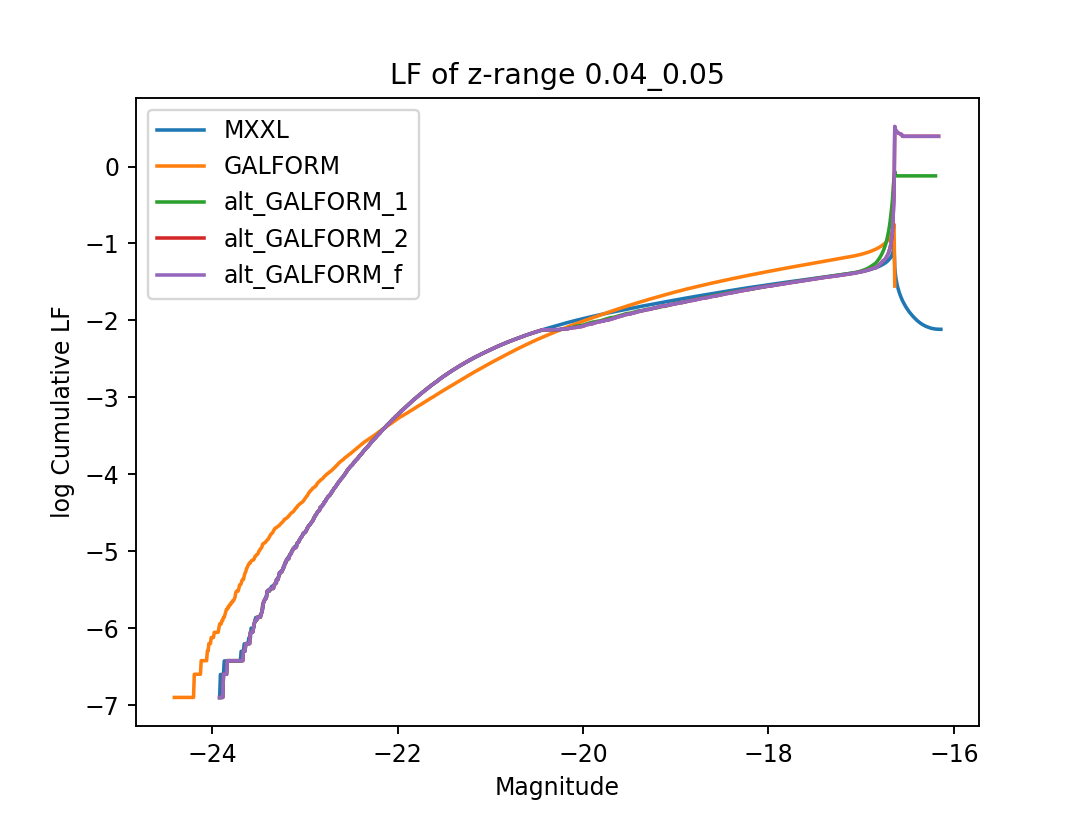 LF of z-range 0.04_0.05
MXXL
GALFORM
alt_GALFORM_1
alt_GALFORM_2
alt_GALFORM_f
log Cumulative LF
0
−1
−2
−3
−4
−5
−6
−7
−24
−22
−20
−18
−16
Magnitude